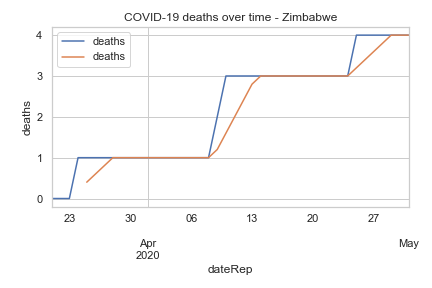 COVID-19 deaths over time - Zimbabwe
deaths
deaths
4
3
2
1
0
deaths
23 30 06 13 20 27
Apr May
2020
dateRep